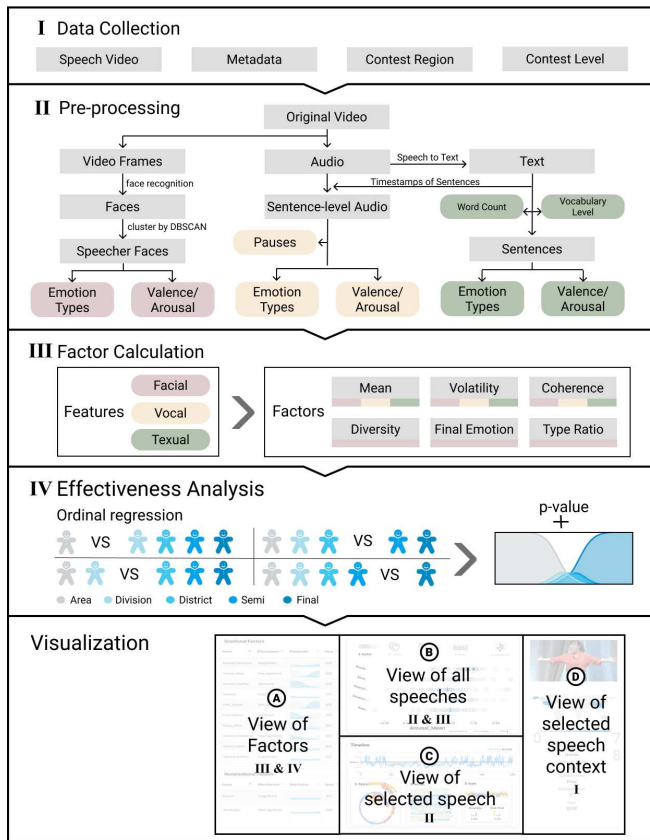 I Data Collection
Speech Video
Metadata
Contest Region
Contest Level
II Pre-processing
Original Video
Video Frames
Audio
Speech to Text
Text
face recognition
Timestamps of Sentences
Faces
Sentence-level Audio
Word Count
Vocabulary
Level
cluster by DBSCAN
Speecher Faces
Pauses
Sentences
Emotion
Types
Valence/
Arousal
Emotion
Types
Valence/
Arousal
Emotion
Types
Valence/
Arousal
III Factor Calculation
Features
Facial
Vocal
Texual
Factors
Mean
Volatility
Coherence
Diversity
Final Emotion
Type Ratio
IV Effectiveness Analysis
Ordinal regression
VS
VS
VS
VS
p-value
Area
Division
District
Semi
Final
Visualization
A
View of
Factors
III & IV
B
View of all
speeches
II & III
C
View of
selected speech
II
D
View of
selected
speech
context
I
Timeline